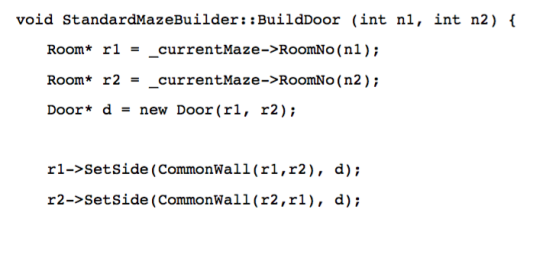 void StandardMazeBuilder::BuildDoor (int n1, int n2) {
Room* r1 = _currentMaze->RoomNo(n1);
Room* r2 = _currentMaze->RoomNo(n2);
Door* d = new Door(r1, r2);
r1->SetSide(CommonWall(r1,r2), d);
r2->SetSide(CommonWall(r2,r1), d);